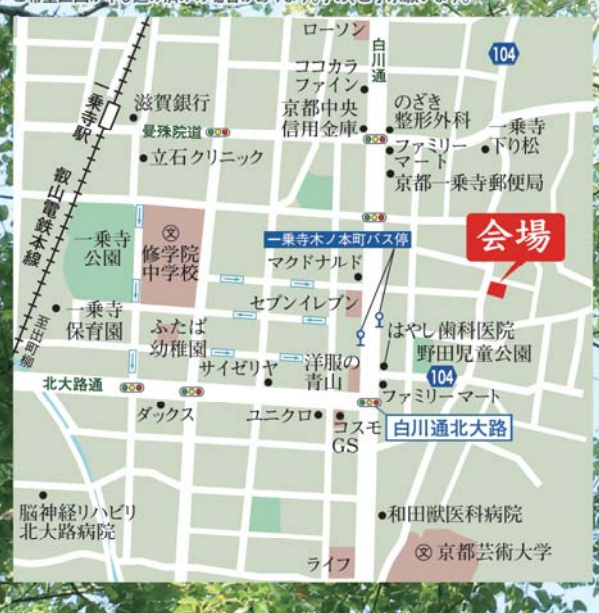 ローソン
白川通
104
ココカラ
ファイン
京都中央
信用金庫
のざき
整形外科
滋賀銀行
一乗寺駅
曼殊院道
ファミリー
マート
一乗寺
下り松
立石クリニック
京都一乗寺郵便局
叡山電鉄本線
至出町柳
一乗寺
公園
文
修学院
中学校
一乗寺木ノ本町バス停
会場
マクドナルド
セブンイレブン
一乗寺
保育園
ふたば
幼稚園
はやし歯科医院
野田児童公園
サイゼリヤ
洋服の
青山
104
北大路通
ファミリーマート
ダックス
ユニクロ
コスモ
GS
白川通北大路
脳神経リハビリ
北大路病院
和田獣医科病院
ライフ
文 京都芸術大学